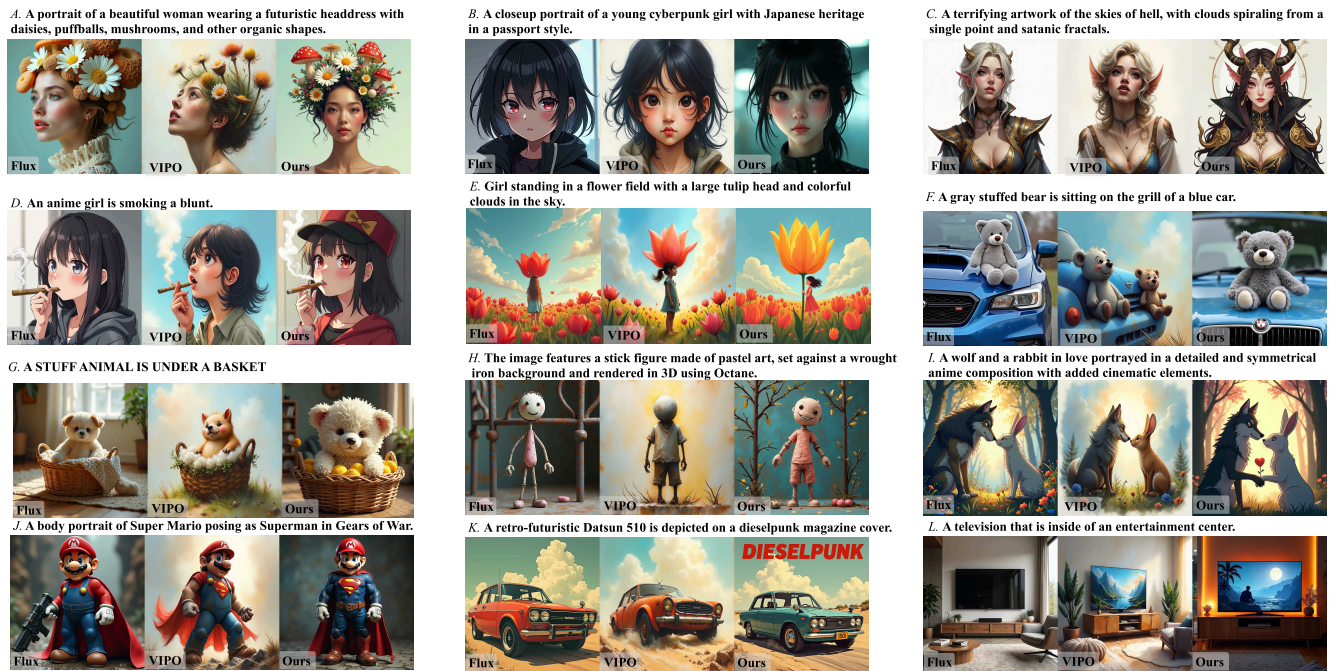 A. A portrait of a beautiful woman wearing a futuristic headdress with
daisies, puffballs, mushrooms, and other organic shapes.
Flux
VIPO
Ours
B. A closeup portrait of a young cyberpunk girl with Japanese heritage
in a passport style.
Flux
VIPO
Ours
C. A terrifying artwork of the skies of hell, with clouds spiraling from a
single point and satanic fractals.
Flux
VIPO
Ours
D. An anime girl is smoking a blunt.
Flux
VIPO
Ours
E. Girl standing in a flower field with a large tulip head and colorful
clouds in the sky.
Flux
VIPO
Ours
F. A gray stuffed bear is sitting on the grill of a blue car.
Flux
VIPO
Ours
G. A STUFF ANIMAL IS UNDER A BASKET
Flux
VIPO
Ours
H. The image features a stick figure made of pastel art, set against a wrought
iron background and rendered in 3D using Octane.
Flux
VIPO
Ours
I. A wolf and a rabbit in love portrayed in a detailed and symmetrical
anime composition with added cinematic elements.
Flux
VIPO
Ours
J. A body portrait of Super Mario posing as Superman in Gears of War.
Flux
VIPO
Ours
K. A retro-futuristic Datsun 510 is depicted on a dieselpunk magazine cover.
DIESELPUNK
Flux
VIPO
Ours
L. A television that is inside of an entertainment center.
Flux
VIPO
Ours